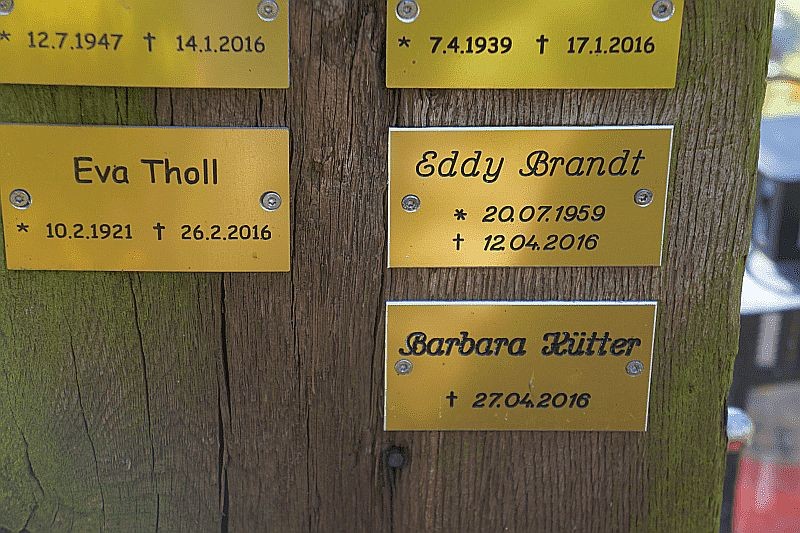 * 12.7.1947 † 14.1.2016
* 7.4.1939 † 17.1.2016
Eva Tholl
* 10.2.1921 † 26.2.2016
Eddy Brandt
* 20.07.1959
† 12.04.2016
Barbara Hütter
† 27.04.2016